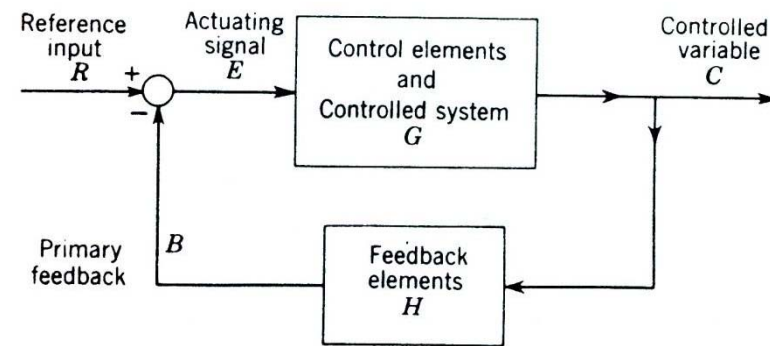 Reference
input
R
+
−
Actuating
signal
E
Control elements
and
Controlled system
G
Controlled
variable
C
Primary
feedback
B
Feedback
elements
H